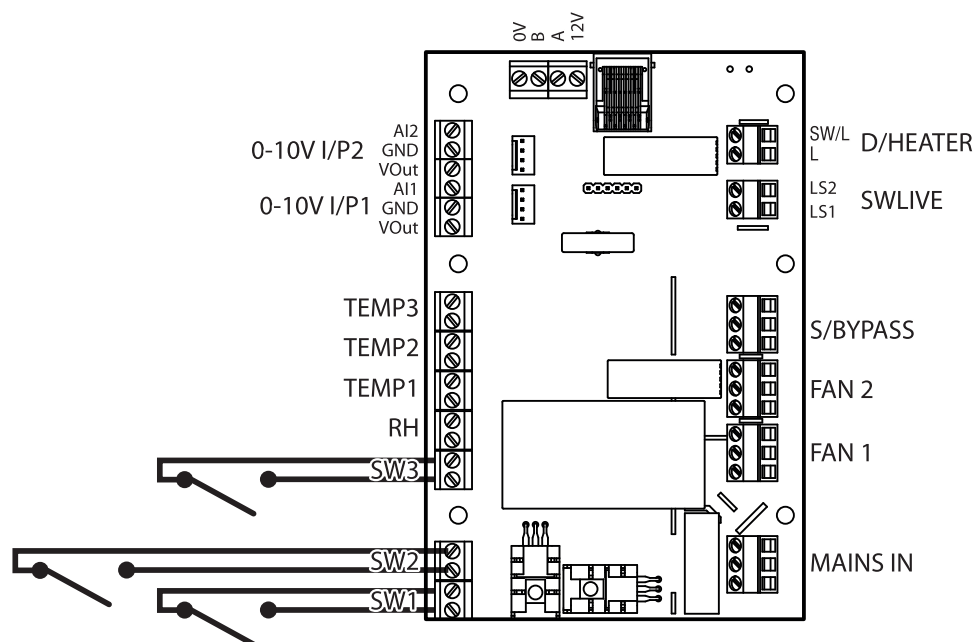 0V
B
A
12V
AI2
0-10V I/P2 GND
VOut
AI1
0-10V I/P1 GND
VOut
SW/L
L
D/HEATER
LS2
LS1
SWLIVE
TEMP3
TEMP2
TEMP1
RH
SW3
SW2
SW1
S/BYPASS
FAN 2
FAN 1
MAINS IN